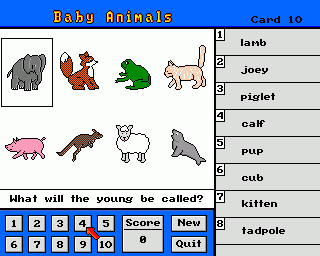 Baby Animals
Card 10
1 lamb
2 joey
3 piglet
4 calf
5 pup
6 cub
7 kitten
8 tadpole
What will the young be called?
1 2 3 4 5 Score New
6 7 8 9 10 0 Quit